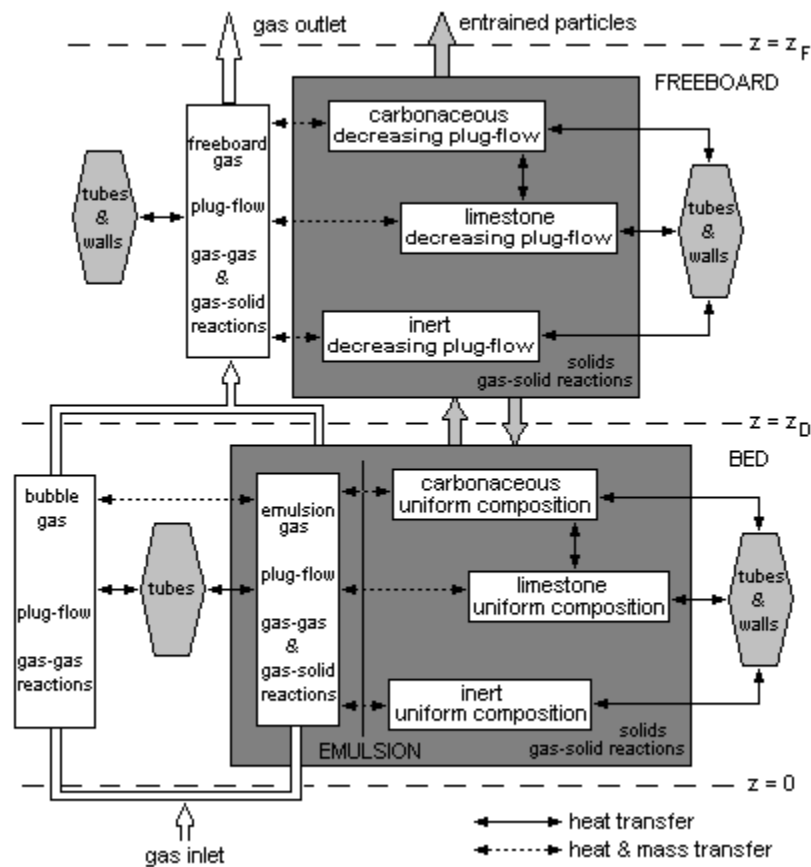 gas outlet
entrained particles
z = z_F
FREEBOARD
freeboard
gas
plug-flow
gas-gas
&
gas-solid
reactions
carbonaceous
decreasing plug-flow
tubes
&
walls
limestone
decreasing plug-flow
tubes
&
walls
inert
decreasing plug-flow
solids
gas-solid reactions
z = z_D
BED
bubble
gas
plug-flow
gas-gas
reactions
tubes
emulsion
gas
plug-flow
gas-gas
&
gas-solid
reactions
carbonaceous
uniform composition
limestone
uniform composition
tubes
&
walls
inert
uniform composition
solids
gas-solid reactions
EMULSION
z = 0
gas inlet
heat transfer
heat & mass transfer